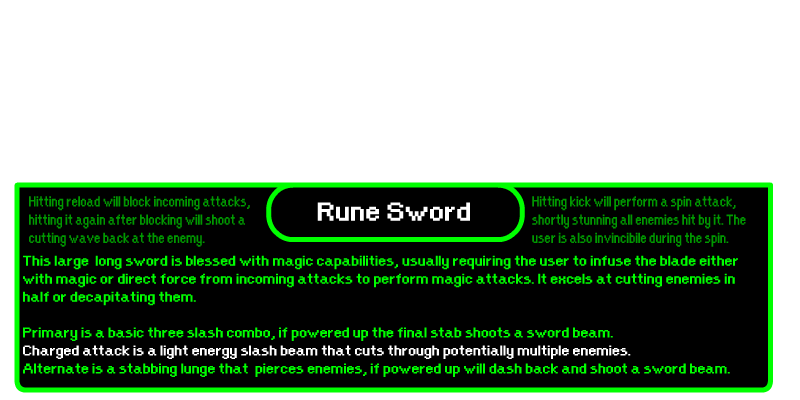 Rune Sword
Hitting reload will block incoming attacks,
hitting it again after blocking will shoot a
cutting wave back at the enemy.
Hitting kick will perform a spin attack,
shortly stunning all enemies hit by it. The
user is also invincibile during the spin.
This large long sword is blessed with magic capabilities, usually requiring the user to infuse the blade either
with magic or direct force from incoming attacks to perform magic attacks. It excels at cutting enemies in
half or decapitating them.
Primary is a basic three slash combo, if powered up the final stab shoots a sword beam.
Charged attack is a light energy slash beam that cuts through potentially multiple enemies.
Alternate is a stabbing lunge that pierces enemies, if powered up will dash back and shoot a sword beam.